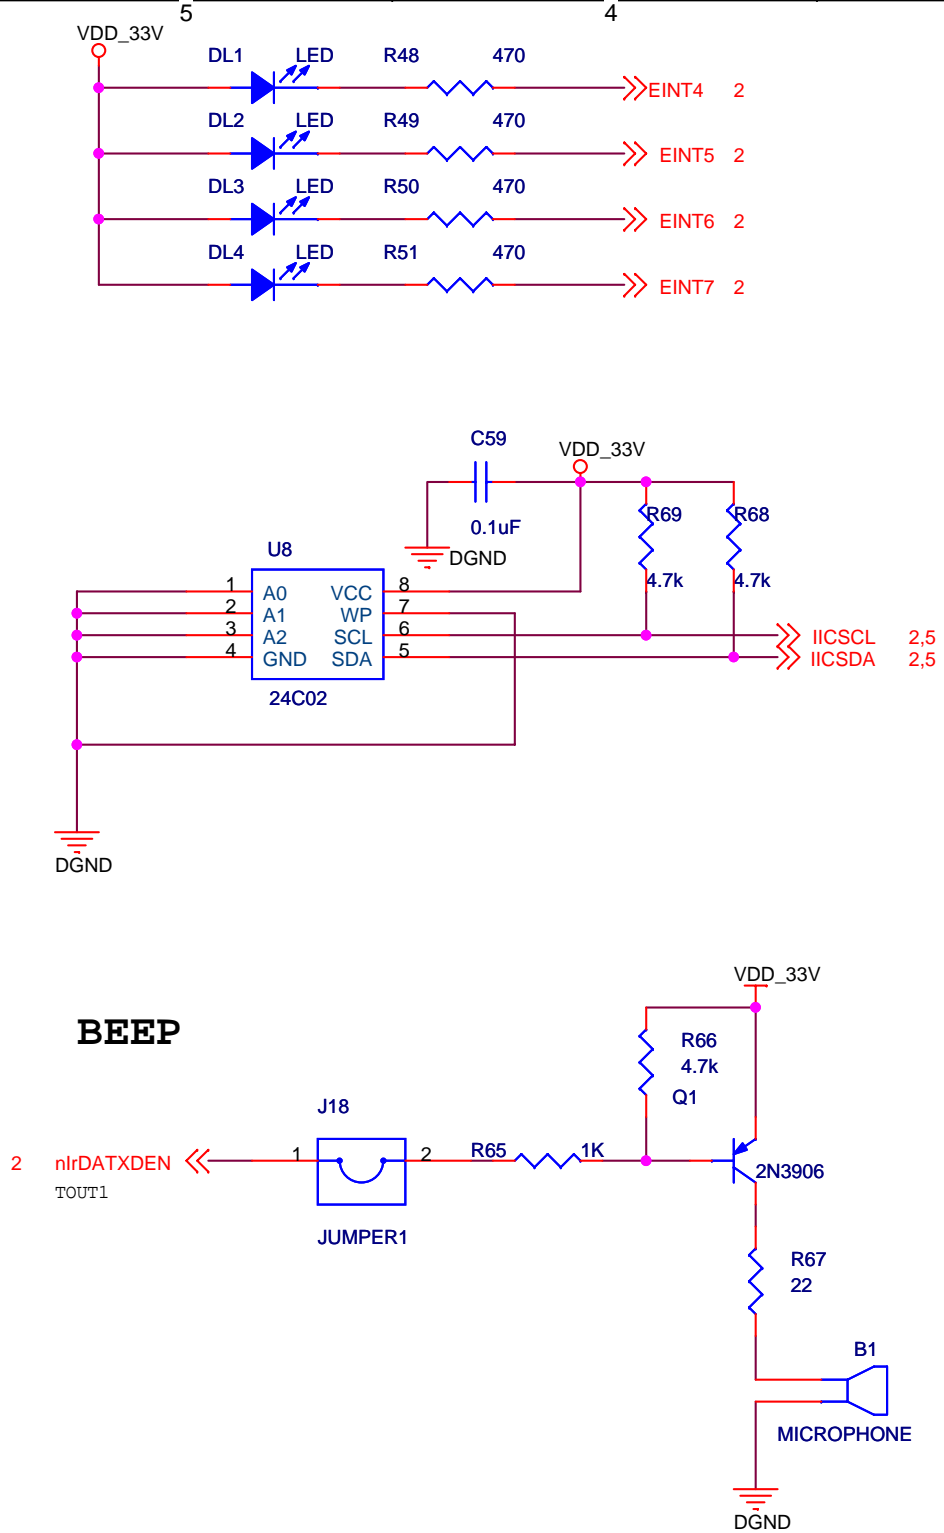 5 4
VDD_33V
DL1 LED R48 470
EINT4 2
DL2 LED R49 470
EINT5 2
DL3 LED R50 470
EINT6 2
DL4 LED R51 470
EINT7 2
C59
VDD_33V
R69 R68
0.1uF
U8
DGND
4.7k 4.7k
1 A0 VCC 8
2 A1 WP 7
3 A2 SCL 6
IICSCL 2,5
4 GND SDA 5
IICSDA 2,5
24C02
DGND
VDD_33V
BEEP
R66
4.7k
Q1
J18
2 nIrDATXDEN 1 2 R65 1K
2N3906
TOUT1
JUMPER1
R67
22
B1
MICROPHONE
DGND